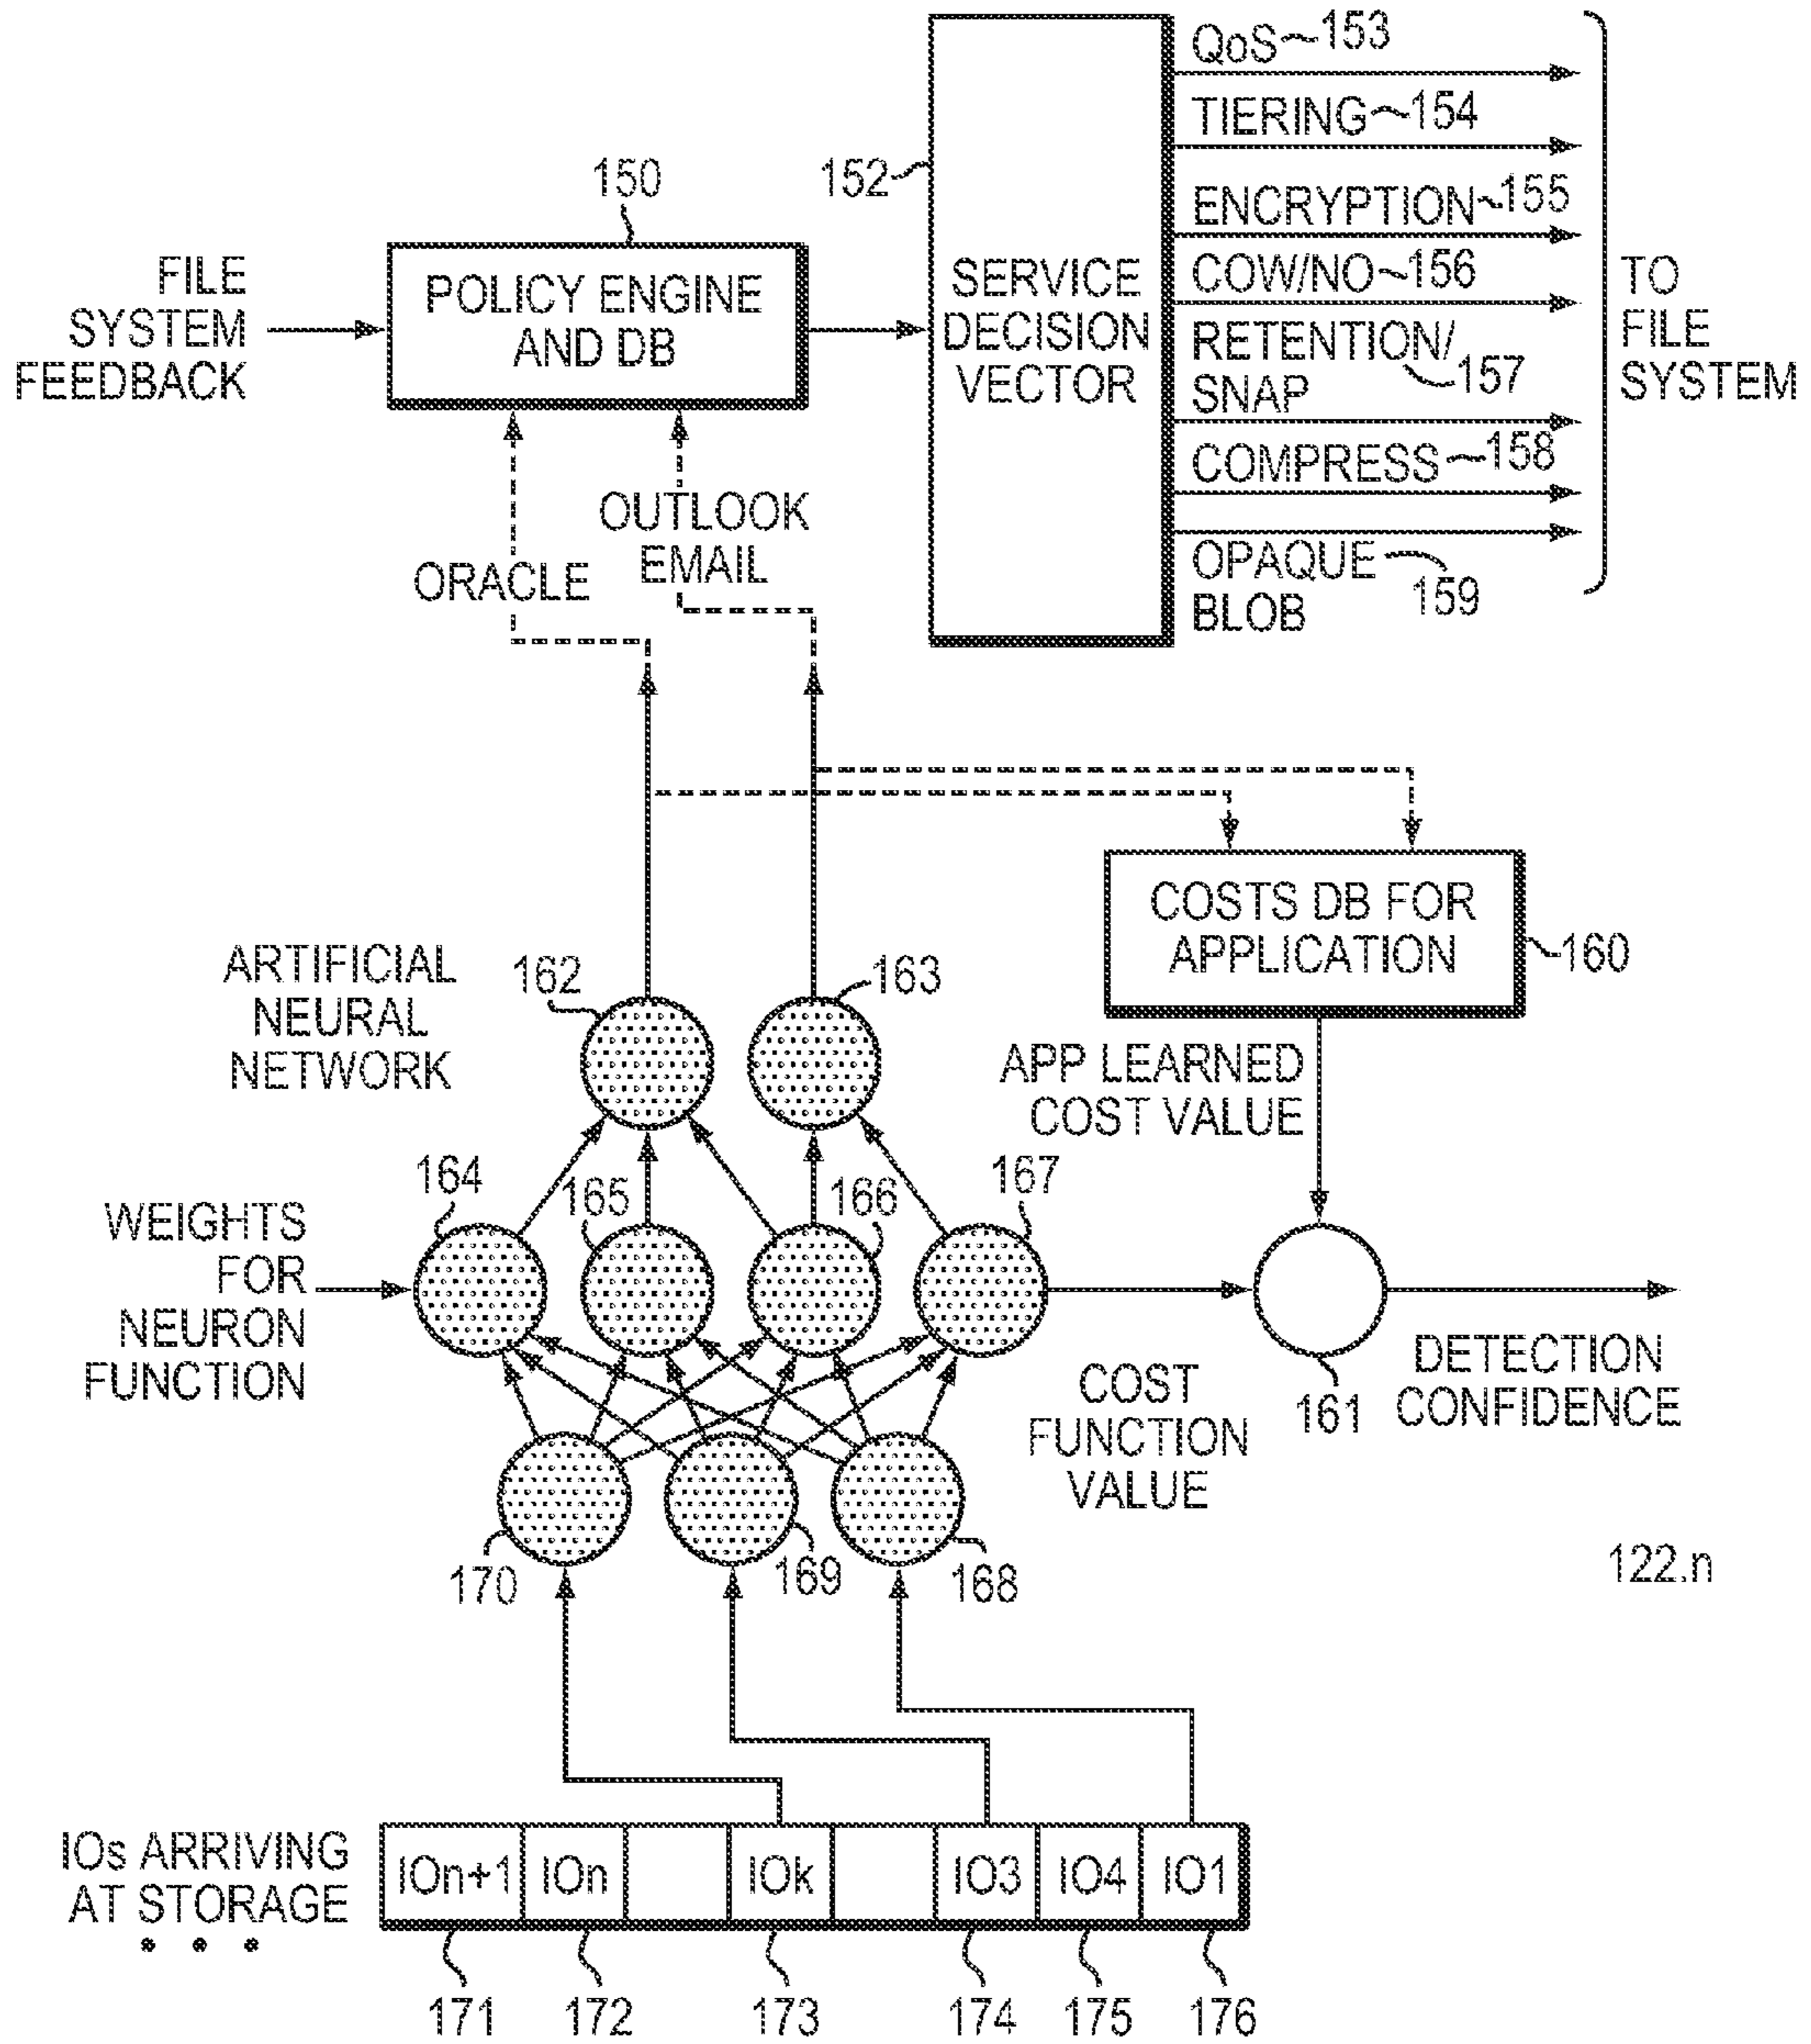 QoS 153
TIERING 154
150
152
ENCRYPTION 155
FILE
SYSTEM
FEEDBACK
POLICY ENGINE
AND DB
SERVICE
DECISION
VECTOR
COW/NO 156
RETENTION/
SNAP
157
TO
FILE
SYSTEM
COMPRESS 158
OPAQUE
BLOB
159
OUTLOOK
EMAIL
ORACLE
COSTS DB FOR
APPLICATION
160
ARTIFICIAL
NEURAL
NETWORK
162
163
APP LEARNED
COST VALUE
164
165
166
167
WEIGHTS
FOR
NEURON
FUNCTION
COST
FUNCTION
VALUE
161
DETECTION
CONFIDENCE
170
169
168
122.n
IOs ARRIVING
AT STORAGE
• • •
IOn+1 IOn IOk IO3 IO4 IO1
171 172 173 174 175 176